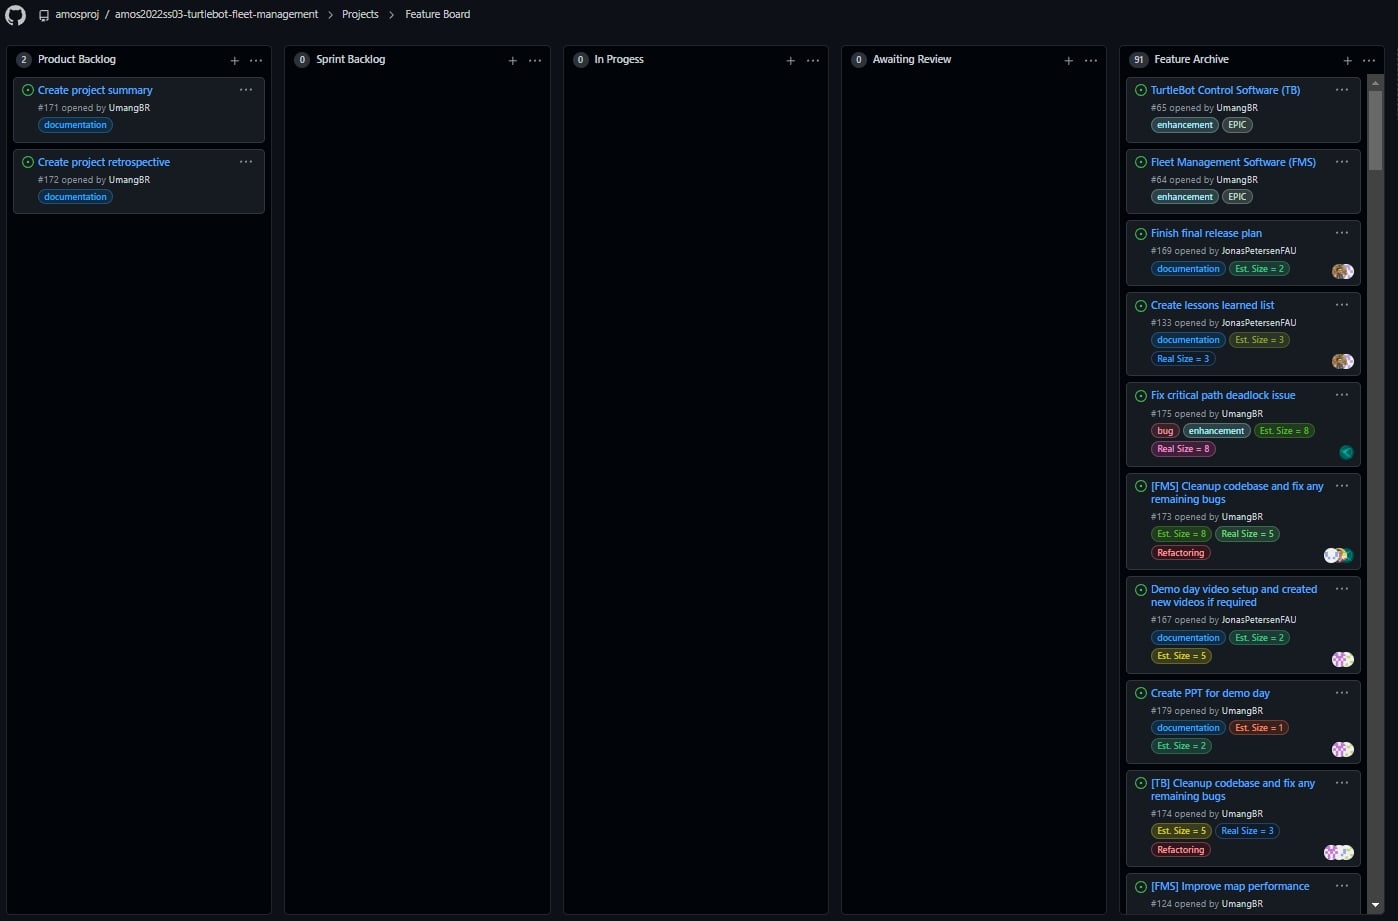 amosproj / amos2022ss03-turtlebot-fleet-management > Projects > Feature Board
2 Product Backlog + ...
Create project summary ...
#171 opened by UmangBR
documentation
Create project retrospective ...
#172 opened by UmangBR
documentation
0 Sprint Backlog + ...
0 In Progess + ...
0 Awaiting Review + ...
91 Feature Archive + ...
TurtleBot Control Software (TB) ...
#65 opened by UmangBR
enhancement EPIC
Fleet Management Software (FMS) ...
#64 opened by UmangBR
enhancement EPIC
Finish final release plan ...
#169 opened by JonasPetersenFAU
documentation Est. Size = 2
Create lessons learned list ...
#133 opened by JonasPetersenFAU
documentation Est. Size = 3
Real Size = 3
Fix critical path deadlock issue ...
#175 opened by UmangBR
bug enhancement Est. Size = 8
Real Size = 8
[FMS] Cleanup codebase and fix any ...
remaining bugs
#173 opened by UmangBR
Est. Size = 8 Real Size = 5
Refactoring
Demo day video setup and created ...
new videos if required
#167 opened by JonasPetersenFAU
documentation Est. Size = 2
Est. Size = 5
Create PPT for demo day ...
#179 opened by UmangBR
documentation Est. Size = 1
Est. Size = 2
[TB] Cleanup codebase and fix any ...
remaining bugs
#174 opened by UmangBR
Est. Size = 5 Real Size = 3
Refactoring
[FMS] Improve map performance ...
#124 opened by UmangBR